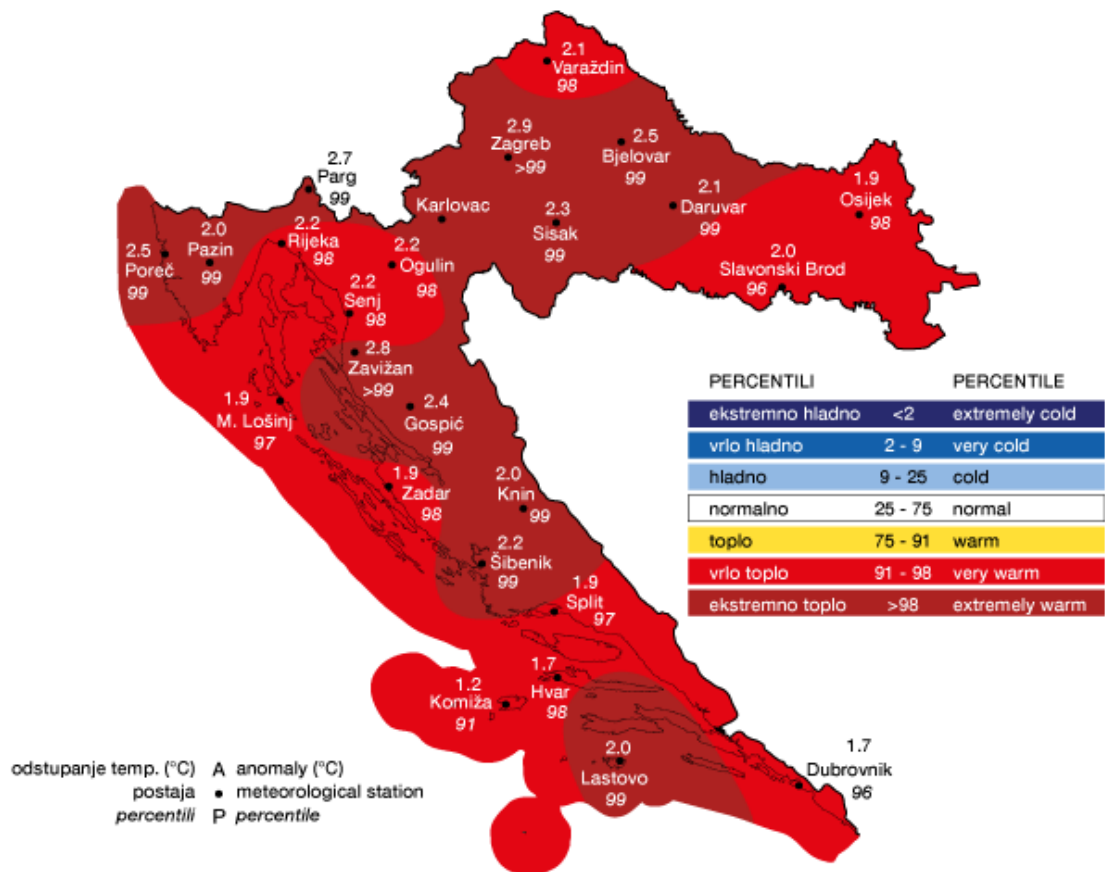 2.1
Varaždin
98
2.9
Zagreb
>99
2.5
Bjelovar
99
2.7
Parg
99
2.1
Daruvar
99
1.9
Osijek
98
Karlovac
2.3
Sisak
99
2.0
Pazin
99
2.2
Rijeka
98
2.5
Poreč
99
2.2
Ogulin
98
2.0
Slavonski Brod
96
2.2
Senj
98
2.8
Zavižan
>99
1.9
M. Lošinj
97
2.4
Gospić
99
1.9
Zadar
98
2.0
Knin
99
2.2
Šibenik
99
1.9
Split
97
1.7
Hvar
98
1.2
Komiža
91
2.0
Lastovo
99
1.7
Dubrovnik
96
PERCENTILI PERCENTILE
ekstremno hladno <2 extremely cold
vrlo hladno 2 - 9 very cold
hladno 9 - 25 cold
normalno 25 - 75 normal
toplo 75 - 91 warm
vrlo toplo 91 - 98 very warm
ekstremno toplo >98 extremely warm
odstupanje temp. (°C) A anomaly (°C)
postaja • meteorological station
percentili P percentile